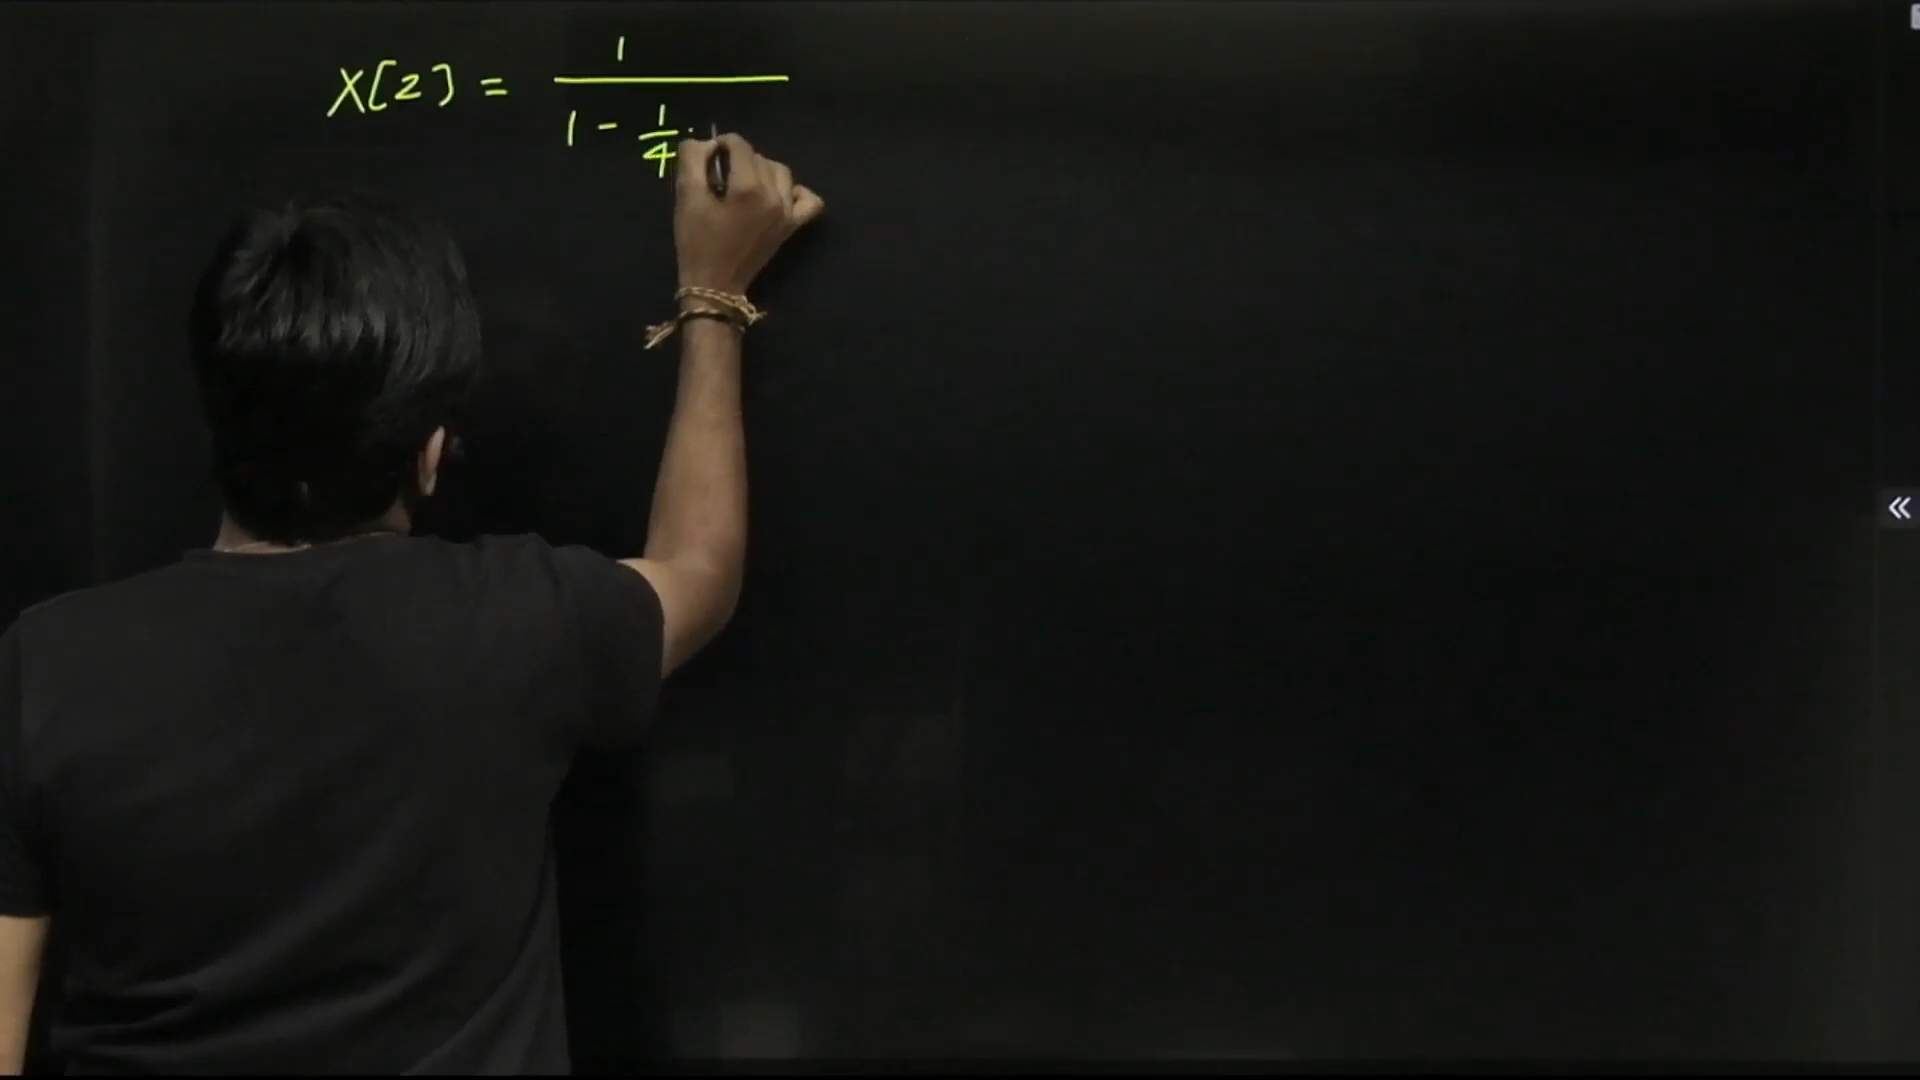 X[z] = 1 / 1 - 1/4 ·